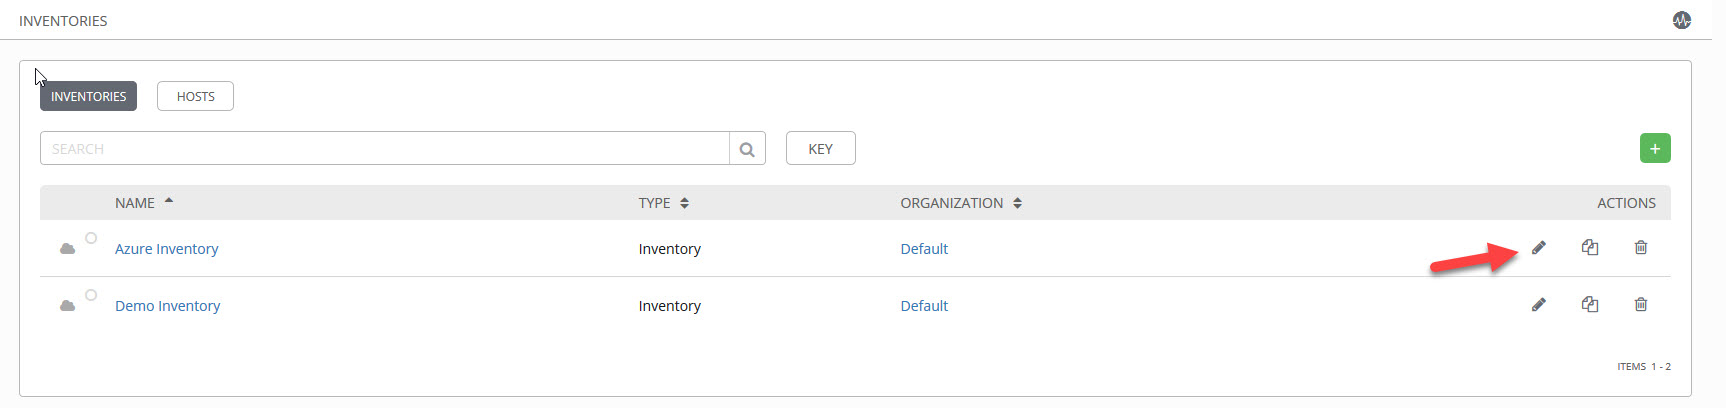 INVENTORIES
INVENTORIES HOSTS
SEARCH KEY +
NAME TYPE ORGANIZATION ACTIONS
Azure Inventory Inventory Default
Demo Inventory Inventory Default
ITEMS 1 - 2